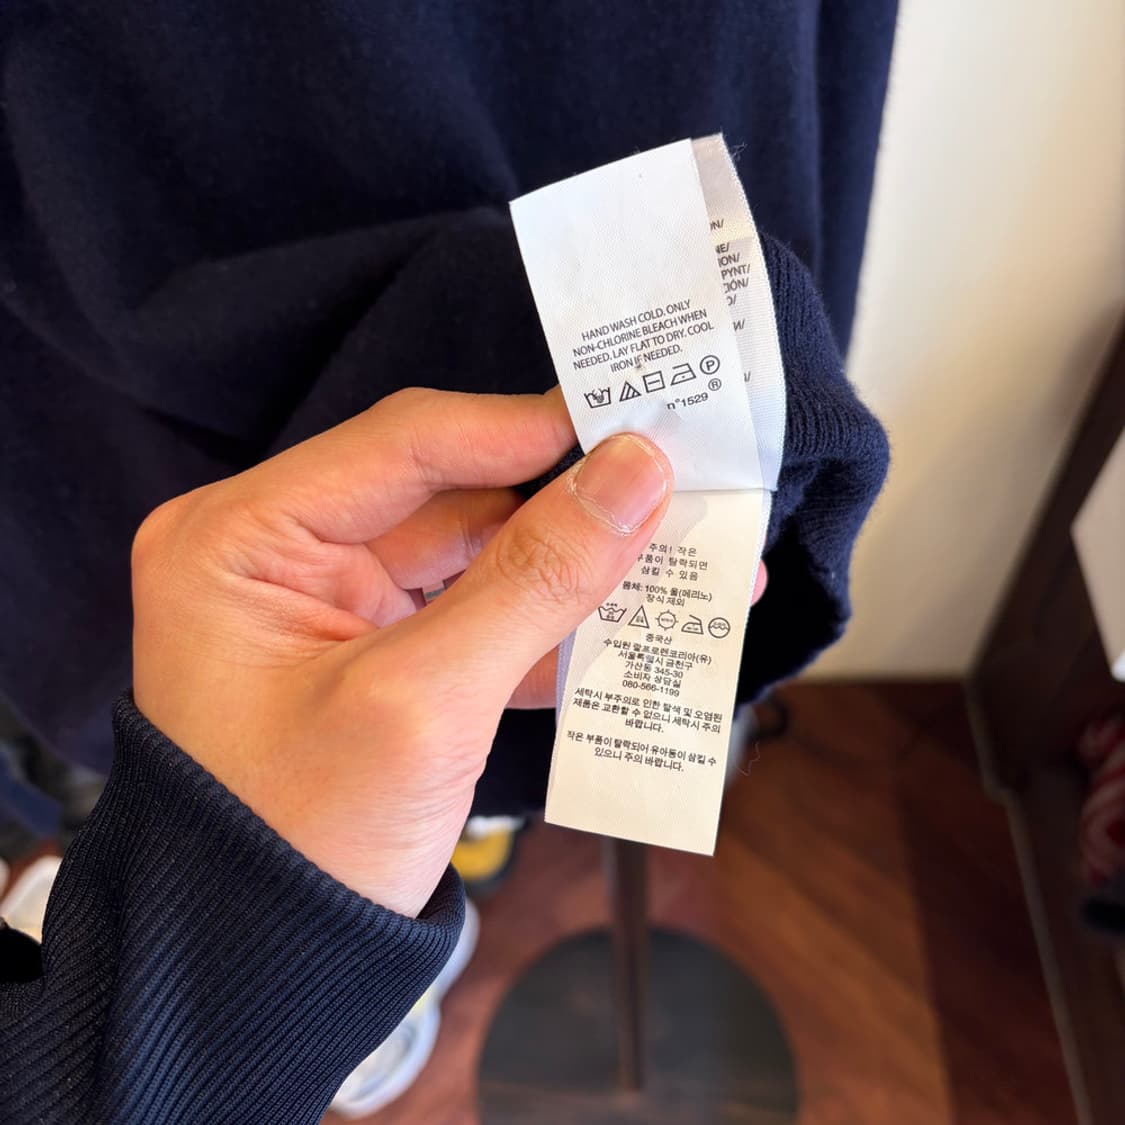 HAND WASH COLD. ONLY
NON-CHLORINE BLEACH WHEN
NEEDED. LAY FLAT TO DRY. COOL
IRON IF NEEDED.
P
®
n°1529
ON/
NE/
ION/
PYNT/
CIÓN/
O/
И/
주의! 작은
부품이 탈락되면
삼킬 수 있음
몸체: 100% 울(메리노)
장식 제외
중국산
수입원 랄프로렌코리아(유)
서울특별시 금천구
가산동 345-30
소비자 상담실
080-566-1199
세탁시 부주의로 인한 탈색 및 오염된
제품은 교환할 수 없으니 세탁시 주의
바랍니다.
작은 부품이 탈락되어 유아동이 삼킬 수
있으니 주의 바랍니다.